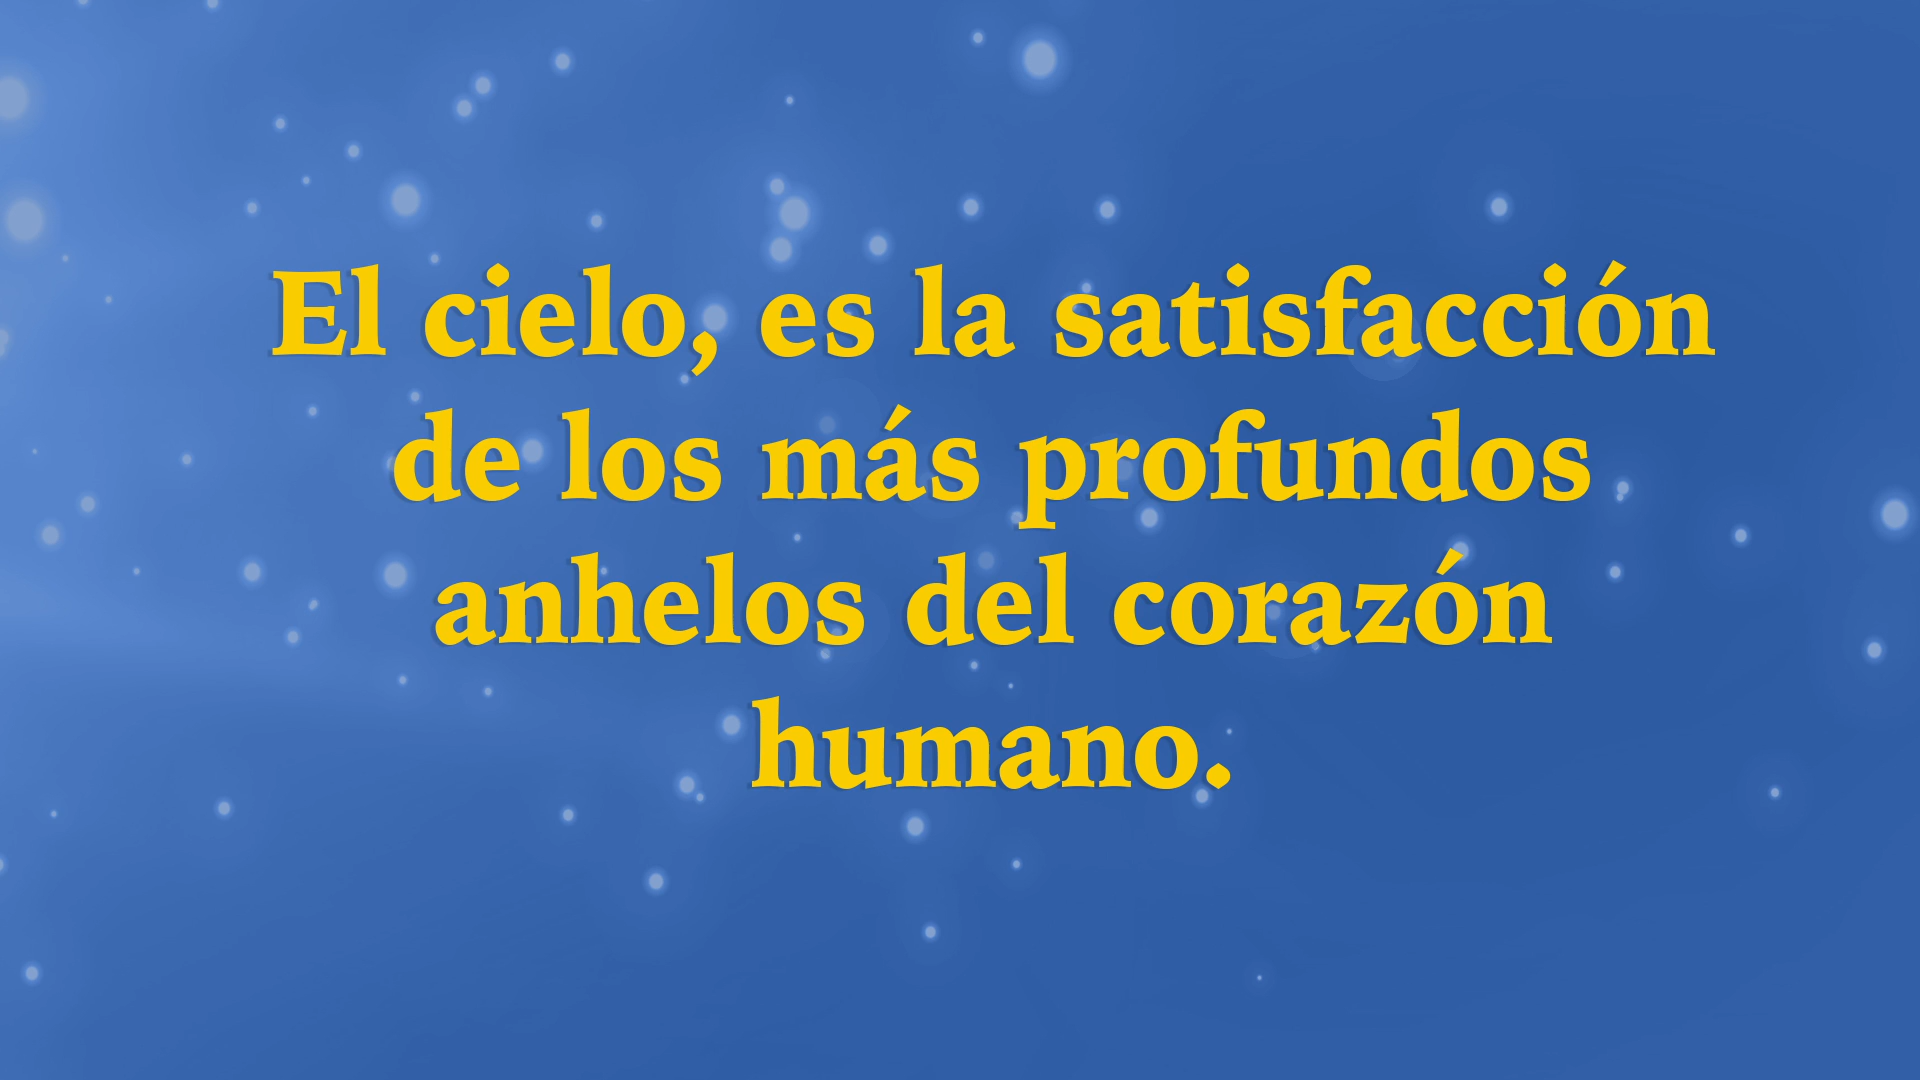 El cielo, es la satisfacción
de los más profundos
anhelos del corazón
humano.